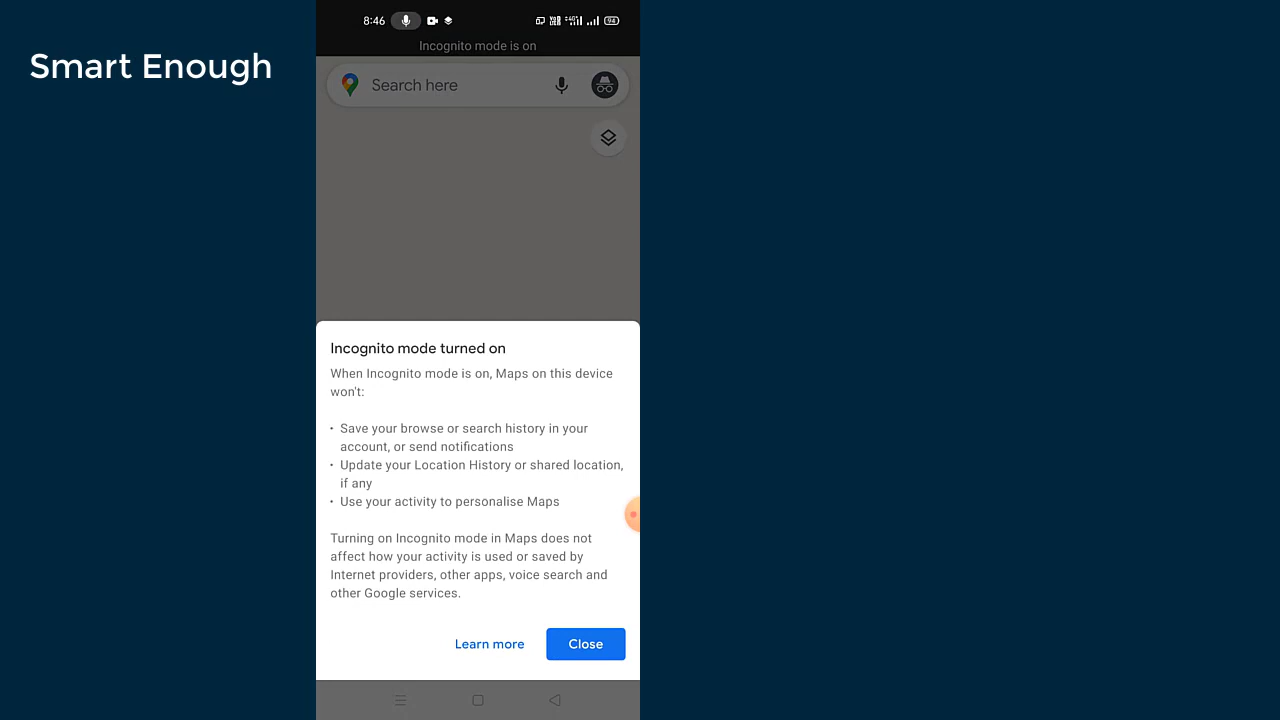 Smart Enough
8:46
94
Incognito mode is on
Search here
Incognito mode turned on
When Incognito mode is on, Maps on this device
won't:
• Save your browse or search history in your
account, or send notifications
• Update your Location History or shared location,
if any
• Use your activity to personalise Maps
Turning on Incognito mode in Maps does not
affect how your activity is used or saved by
Internet providers, other apps, voice search and
other Google services.
Learn more
Close